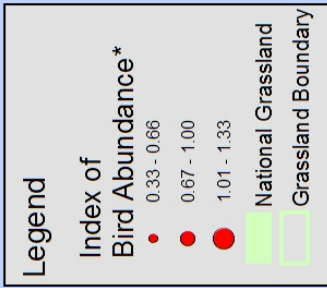 Legend
Index of
Bird Abundance*
0.33 - 0.66
0.67 - 1.00
1.01 - 1.33
National Grassland
Grassland Boundary